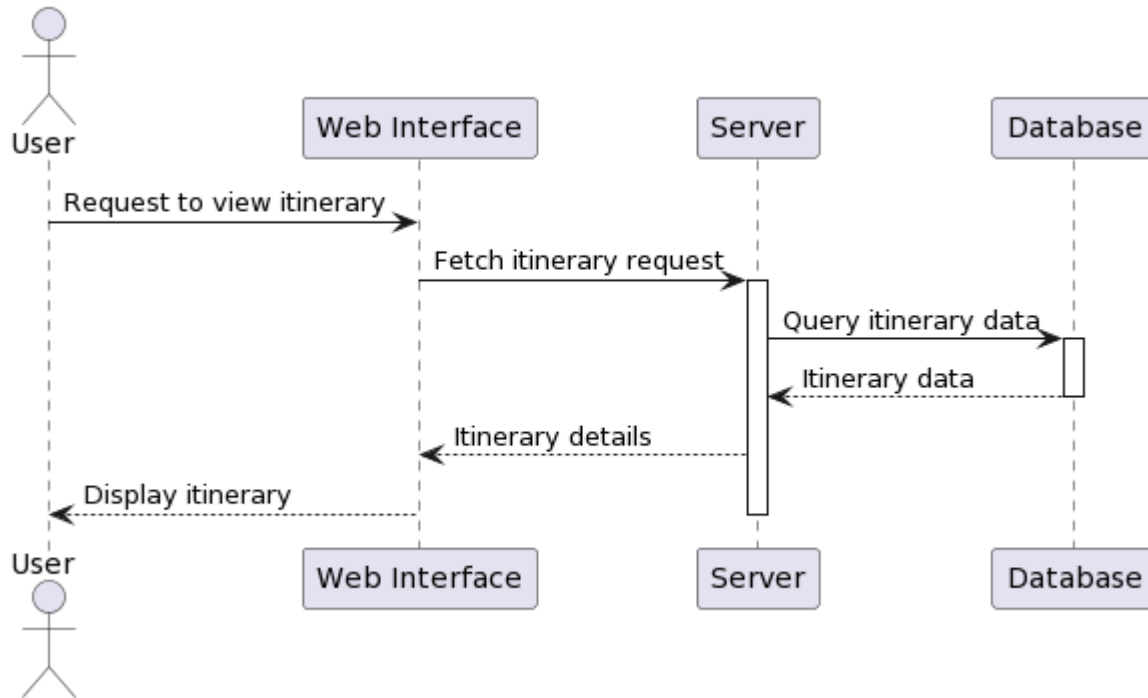 User
Web Interface
Server
Database
Request to view itinerary
Fetch itinerary request
Query itinerary data
Itinerary data
Itinerary details
Display itinerary
User
Web Interface
Server
Database